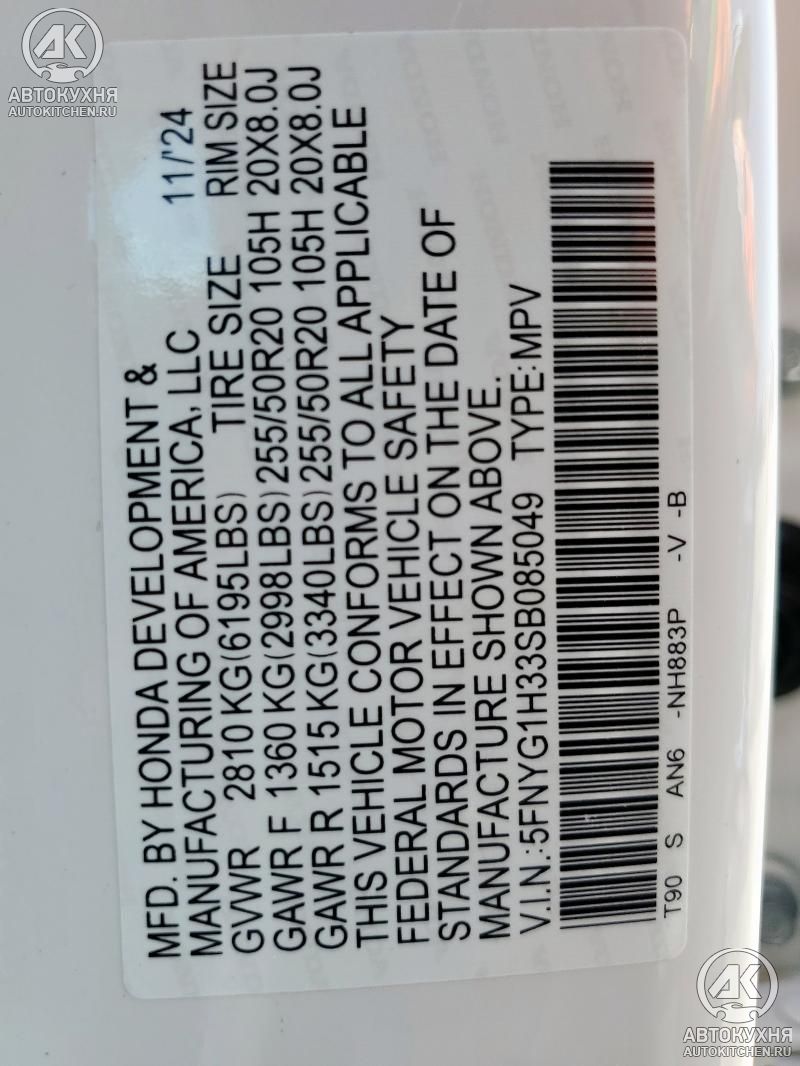 АВТОКУХНЯ
AUTOKITCHEN.RU
MFD. BY HONDA DEVELOPMENT &
MANUFACTURING OF AMERICA, LLC 11/'24
GVWR 2810 KG(6195LBS) TIRE SIZE RIM SIZE
GAWR F 1360 KG(2998LBS)255/50R20 105H 20X8.0J
GAWR R 1515 KG(3340LBS)255/50R20 105H 20X8.0J
THIS VEHICLE CONFORMS TO ALL APPLICABLE
FEDERAL MOTOR VEHICLE SAFETY
STANDARDS IN EFFECT ON THE DATE OF
MANUFACTURE SHOWN ABOVE.
V.I.N.:5FNYG1H33SB085049 TYPE:MPV
T90 S AN6 -NH883P -V -B
АВТОКУХНЯ
AUTOKITCHEN.RU